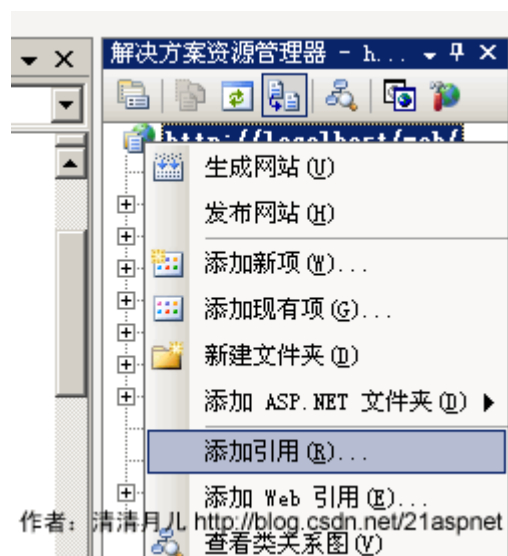 解决方案资源管理器 - h...
http://localhost/web/
生成网站(U)
发布网站(H)
添加新项(W)...
添加现有项(G)...
新建文件夹(D)
添加 ASP.NET 文件夹(D)
添加引用(R)...
添加 Web 引用(E)...
作者：清清月儿 http://blog.csdn.net/21aspnet
查看类关系图(V)